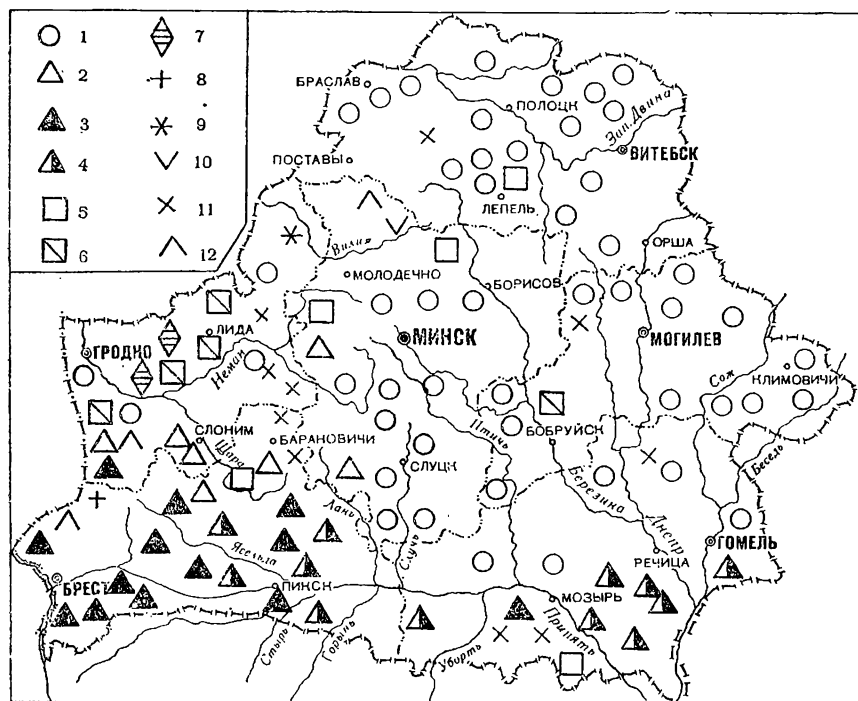 1 7
2 8
3 9
4 10
5 11
6 12
БРАСЛАВ
ПОЛОЦК
Зап. Двина
ВИТЕБСК
ПОСТАВЫ
ЛЕПЕЛЬ
ОРША
Вилия
МОЛОДЕЧНО
БОРИСОВ
ЛИДА
МИНСК
МОГИЛЕВ
ГРОДНО
Неман
Сож
КЛИМОВИЧИ
СЛОНИМ
Щара
БАРАНОВИЧИ
Птичь
БОБРУЙСК
СЛУЦК
Беседь
Березина
Лань
Днепр
Ясельда
Случь
ГОМЕЛЬ
РЕЧИЦА
БРЕСТ
ПИНСК
МОЗЫРЬ
Припять
Стырь
Горынь
Уборть